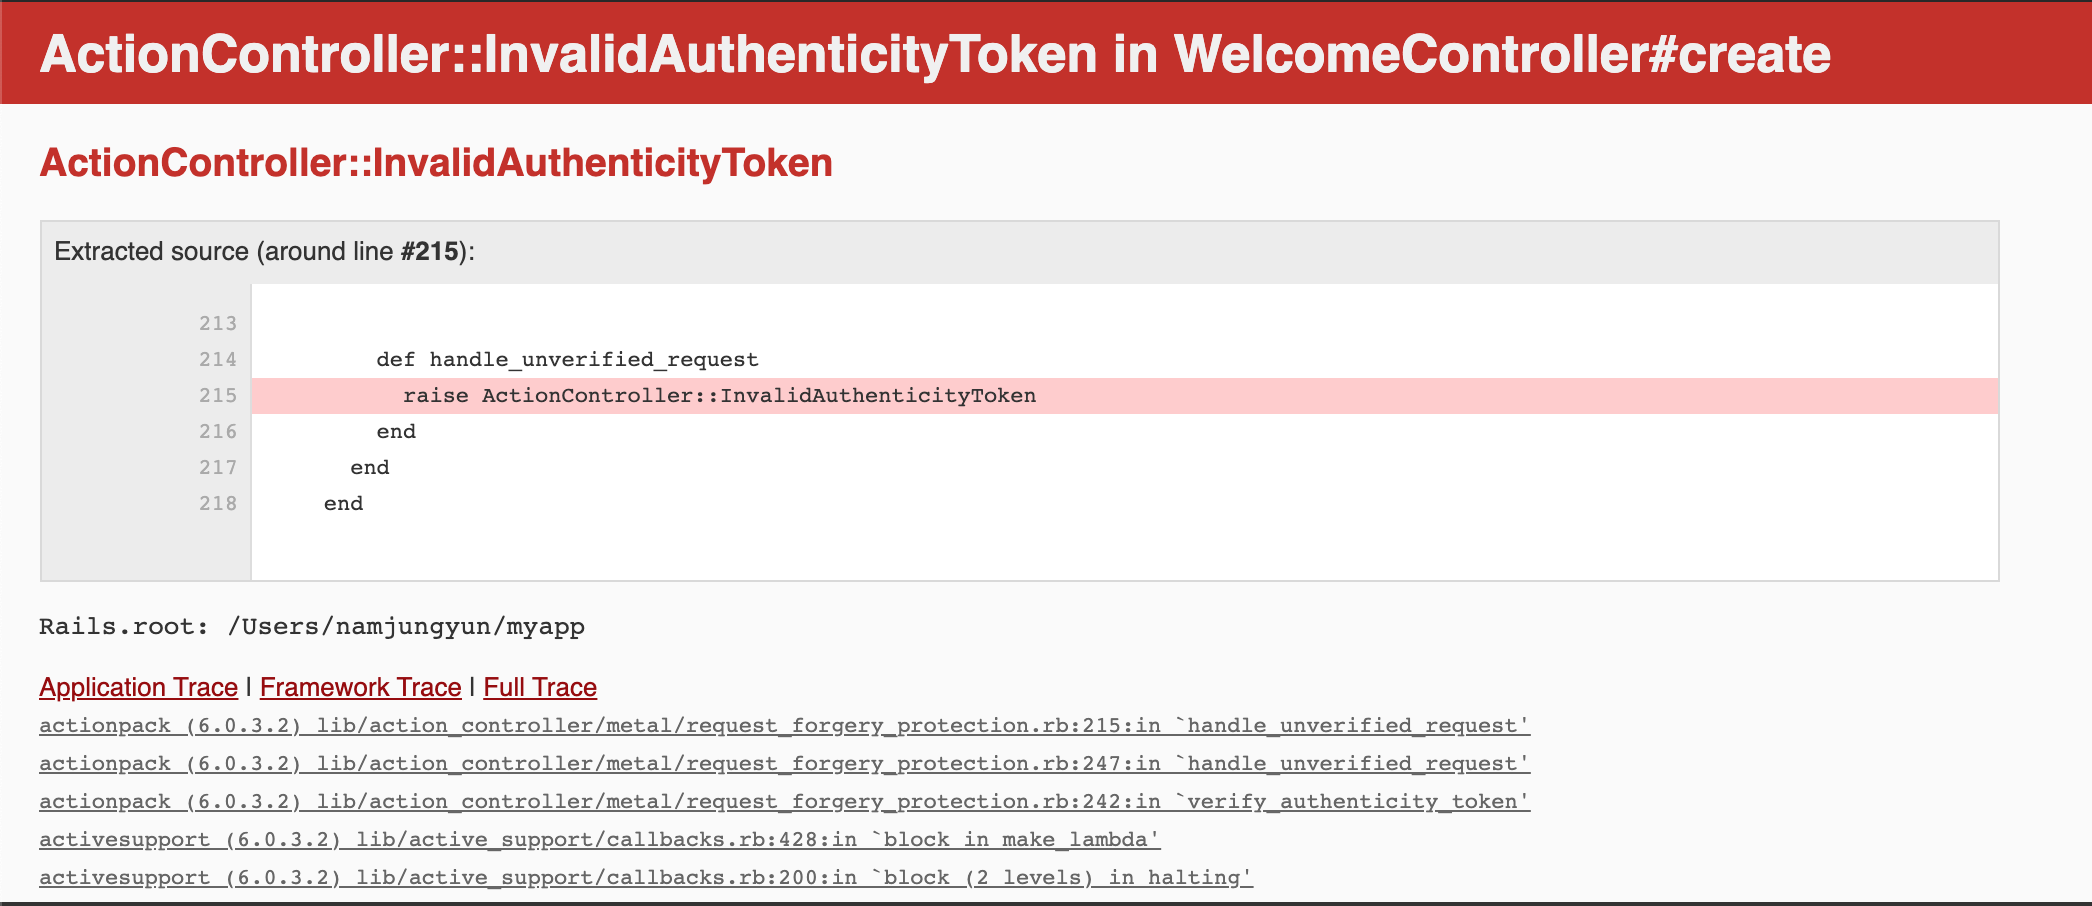 ActionController::InvalidAuthenticityToken in WelcomeController#create
ActionController::InvalidAuthenticityToken
Extracted source (around line #215):
213
214 def handle_unverified_request
215 raise ActionController::InvalidAuthenticityToken
216 end
217 end
218 end
Rails.root: /Users/namjungyun/myapp
Application Trace | Framework Trace | Full Trace
actionpack (6.0.3.2) lib/action_controller/metal/request_forgery_protection.rb:215:in `handle_unverified_request'
actionpack (6.0.3.2) lib/action_controller/metal/request_forgery_protection.rb:247:in `handle_unverified_request'
actionpack (6.0.3.2) lib/action_controller/metal/request_forgery_protection.rb:242:in `verify_authenticity_token'
activesupport (6.0.3.2) lib/active_support/callbacks.rb:428:in `block in make_lambda'
activesupport (6.0.3.2) lib/active_support/callbacks.rb:200:in `block (2 levels) in halting'